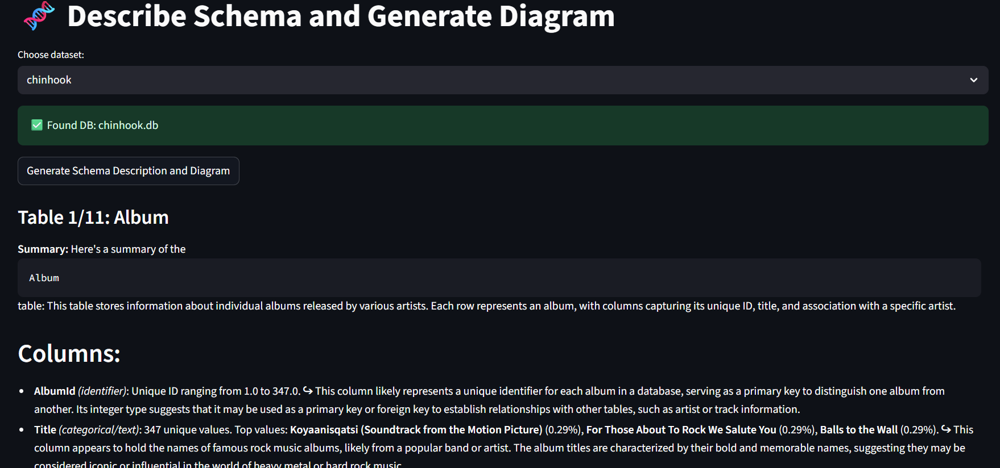 Describe Schema and Generate Diagram
Choose dataset:
chinhook
Found DB: chinhook.db
Generate Schema Description and Diagram
Table 1/11: Album
Summary: Here's a summary of the
Album
table: This table stores information about individual albums released by various artists. Each row represents an album, with columns capturing its unique ID, title, and association with a specific artist.
Columns:
AlbumId (identifier): Unique ID ranging from 1.0 to 347.0. ↪ This column likely represents a unique identifier for each album in a database, serving as a primary key to distinguish one album from
another. Its integer type suggests that it may be used as a primary key or foreign key to establish relationships with other tables, such as artist or track information.
Title (categorical/text): 347 unique values. Top values: Koyaanisqatsi (Soundtrack from the Motion Picture) (0.29%), For Those About To Rock We Salute You (0.29%), Balls to the Wall (0.29%). ↪ This
column appears to hold the names of famous rock music albums, likely from a popular band or artist. The album titles are characterized by their bold and memorable names, suggesting they may be
considered iconic or influential in the world of heavy metal or hard rock music.